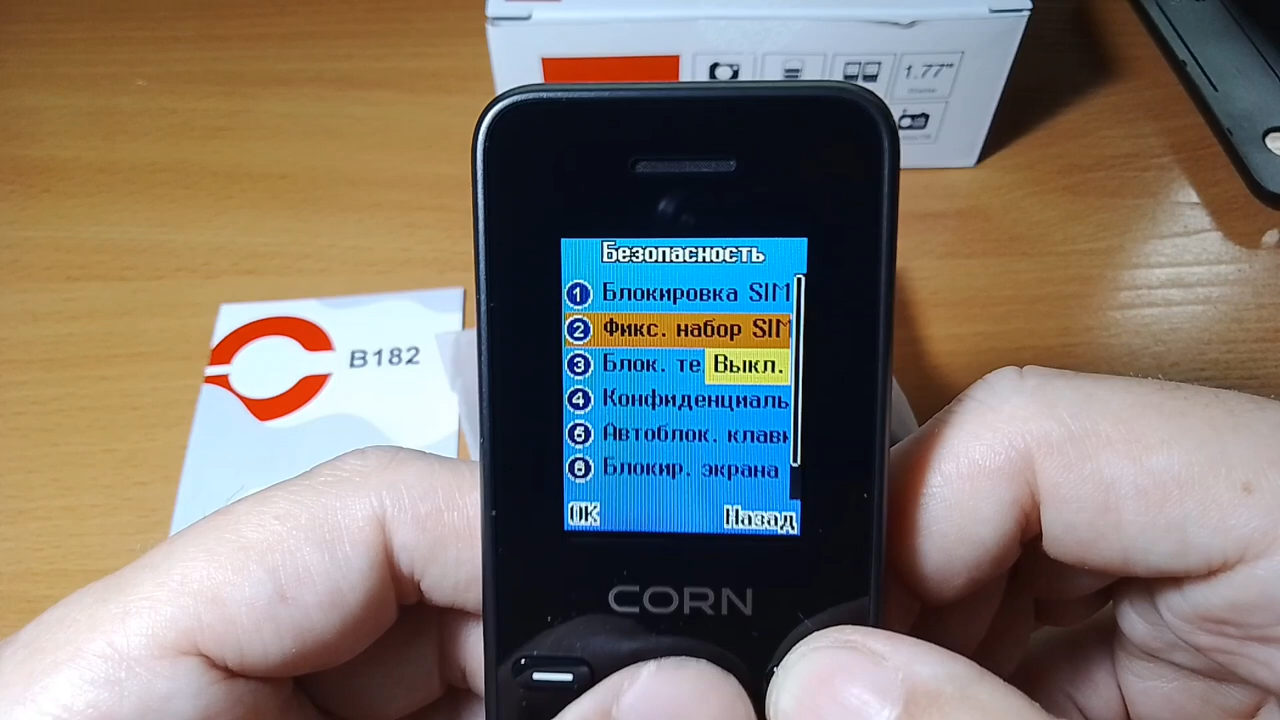 1.77"
B182
Безопасность
1 Блокировка SIM
2 Фикс. набор SIM
3 Блок. те Выкл.
4 Конфиденциаль
5 Автоблок. клав
6 Блокир. экрана
OK Назад
CORN